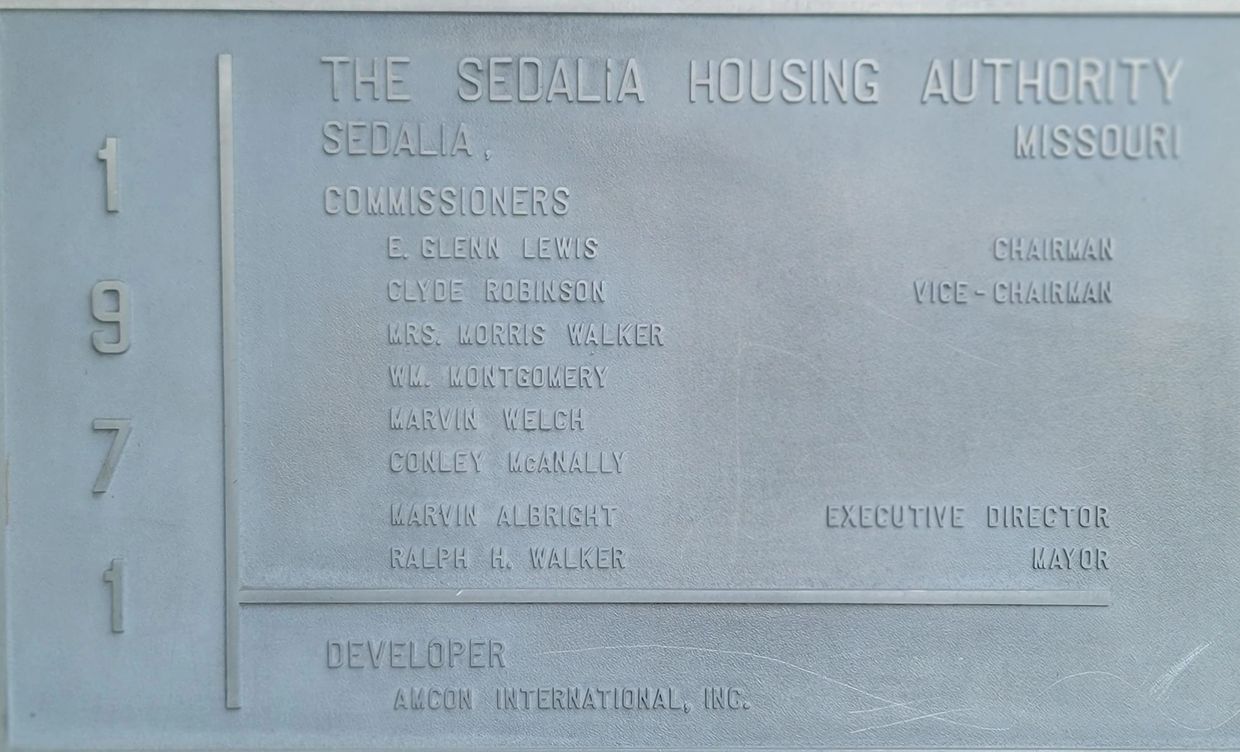 1971
THE SEDALiA HOUSING AUTHORITY
SEDALIA, MISSOURI
COMMISSIONERS
E. GLENN LEWIS CHAIRMAN
CLYDE ROBINSON VICE-CHAIRMAN
MRS. MORRIS WALKER
WM. MONTGOMERY
MARVIN WELCH
CONLEY McANALLY
MARVIN ALBRIGHT EXECUTIVE DIRECTOR
RALPH H. WALKER MAYOR
DEVELOPER
AMCON INTERNATIONAL, INC.